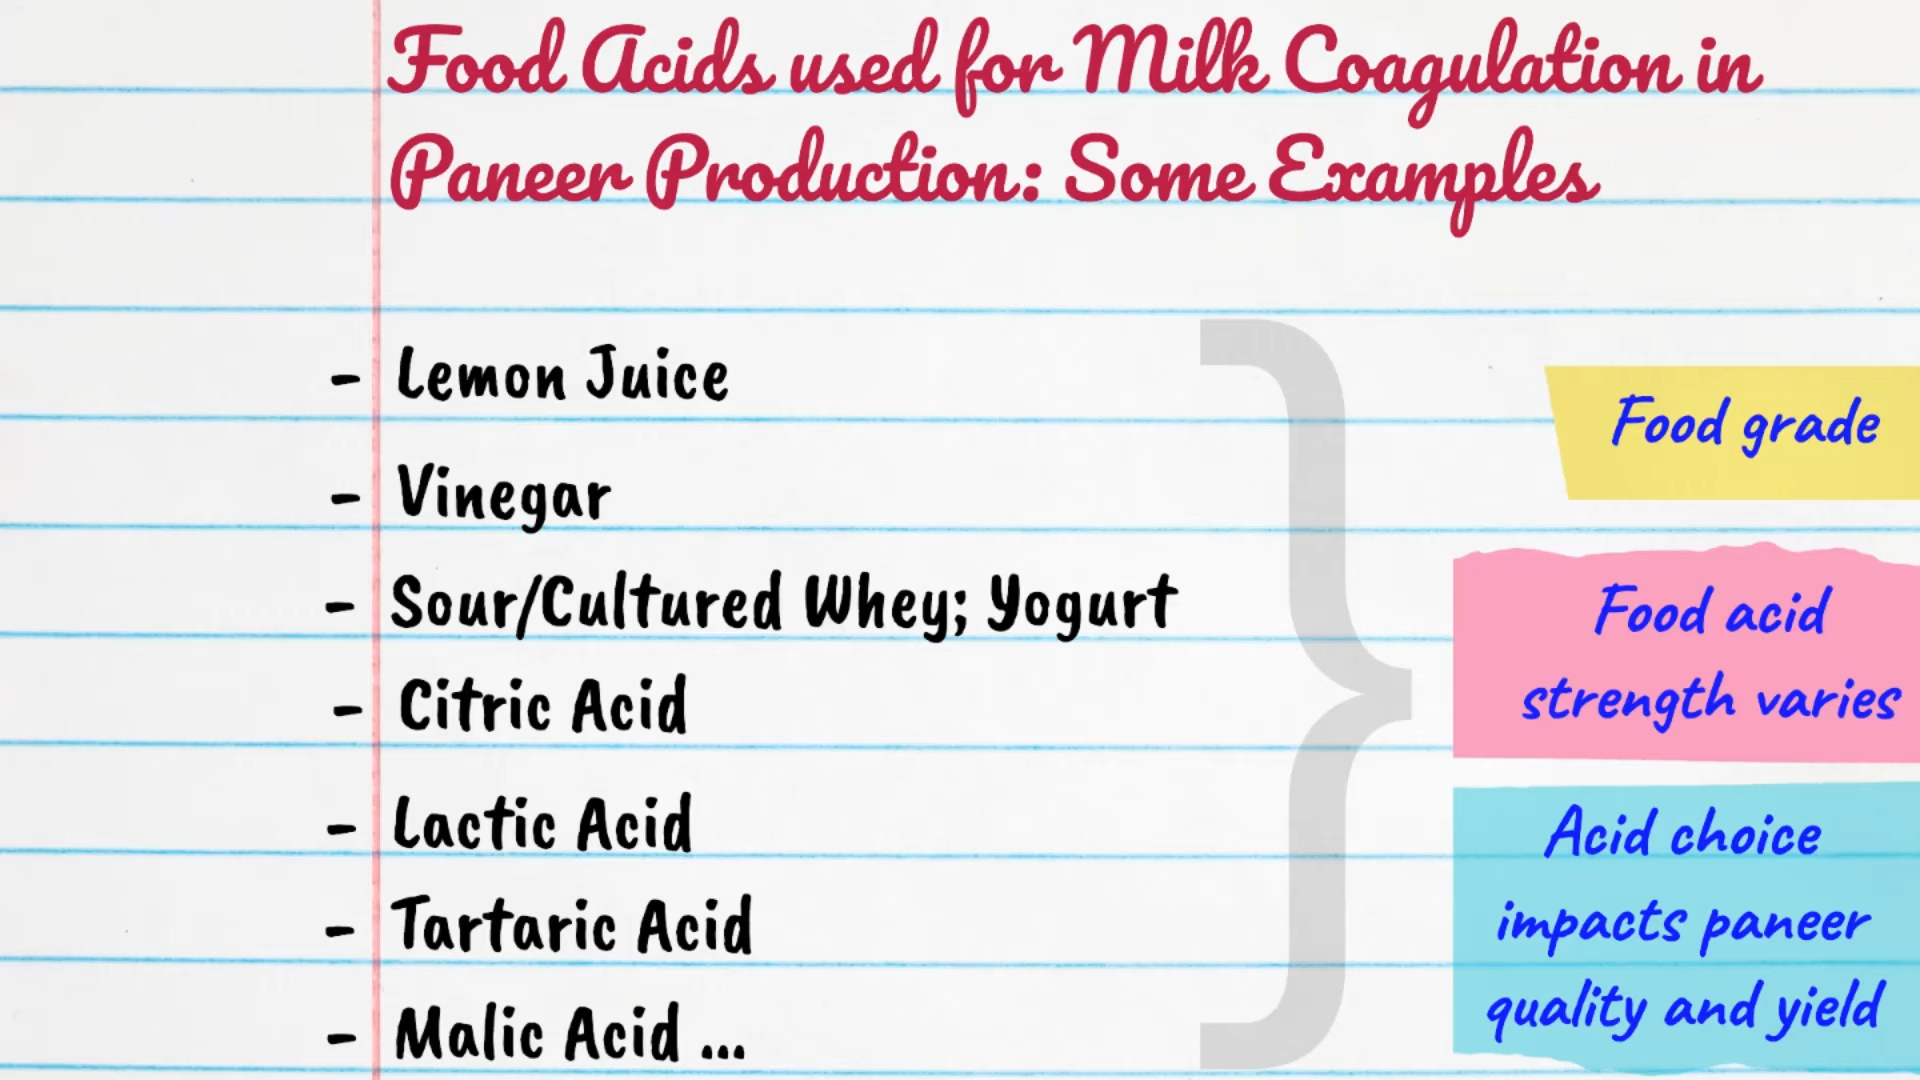 Food Acids used for Milk Coagulation in
Paneer Production: Some Examples
- Lemon Juice
- Vinegar
- Sour/Cultured Whey; Yogurt
- Citric Acid
- Lactic Acid
- Tartaric Acid
- Malic Acid ...
Food grade
Food acid
strength varies
Acid choice
impacts paneer
quality and yield